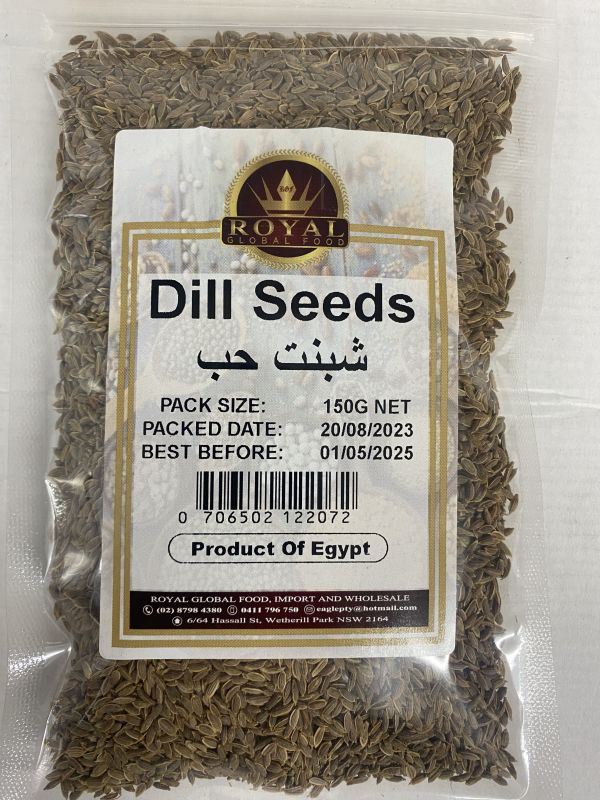 RGF
ROYAL
GLOBAL FOOD
Dill Seeds
شبنت حب
PACK SIZE: 150G NET
PACKED DATE: 20/08/2023
BEST BEFORE: 01/05/2025
0 706502 122072
Product Of Egypt
ROYAL GLOBAL FOOD, IMPORT AND WHOLESALE
(02) 8798 4380 0411 796 750 eaglepty@hotmail.com
6/64 Hassall St, Wetherill Park NSW 2164